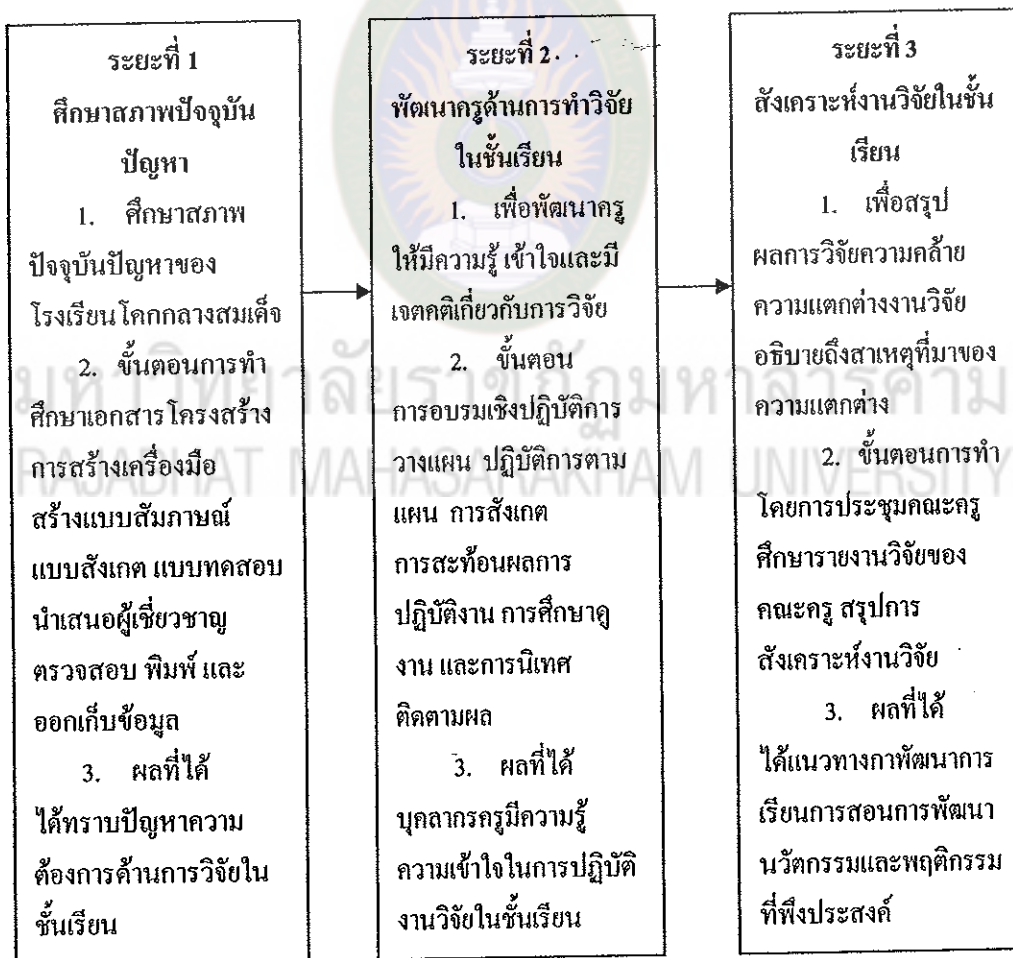 ระยะที่ 1
ศึกษาสภาพปัจจุบัน
ปัญหา
1. ศึกษาสภาพ
ปัจจุบันปัญหาของ
โรงเรียนโคกกลางสมเด็จ
2. ขั้นตอนการทำ
ศึกษาเอกสารโครงสร้าง
การสร้างเครื่องมือ
สร้างแบบสัมภาษณ์
แบบสังเกต แบบทดสอบ
นำเสนอผู้เชี่ยวชาญ
ตรวจสอบ พิมพ์ และ
ออกเก็บข้อมูล
3. ผลที่ได้
ได้ทราบปัญหาความ
ต้องการด้านการวิจัยใน
ชั้นเรียน
ระยะที่ 2
พัฒนาครูด้านการทำวิจัย
ในชั้นเรียน
1. เพื่อพัฒนาครู
ให้มีความรู้ เข้าใจและมี
เจตคติเกี่ยวกับการวิจัย
2. ขั้นตอน
การอบรมเชิงปฏิบัติการ
วางแผน ปฏิบัติการตาม
แผน การสังเกต
การสะท้อนผลการ
ปฏิบัติงาน การศึกษาดู
งาน และการนิเทศ
ติดตามผล
3. ผลที่ได้
บุคลากรครูมีความรู้
ความเข้าใจในการปฏิบัติ
งานวิจัยในชั้นเรียน
ระยะที่ 3
สังเคราะห์งานวิจัยในชั้น
เรียน
1. เพื่อสรุป
ผลการวิจัยความคล้าย
ความแตกต่างงานวิจัย
อธิบายถึงสาเหตุที่มาของ
ความแตกต่าง
2. ขั้นตอนการทำ
โดยการประชุมคณะครู
ศึกษารายงานวิจัยของ
คณะครู สรุปการ
สังเคราะห์งานวิจัย
3. ผลที่ได้
ได้แนวทางกาพัฒนาการ
เรียนการสอนการพัฒนา
นวัตกรรมและพฤติกรรม
ที่พึงประสงค์
มหาวิทยาลัยราชภัฏมหาสารคาม
RAJABHAT MAHASARAKHAM UNIVERSITY